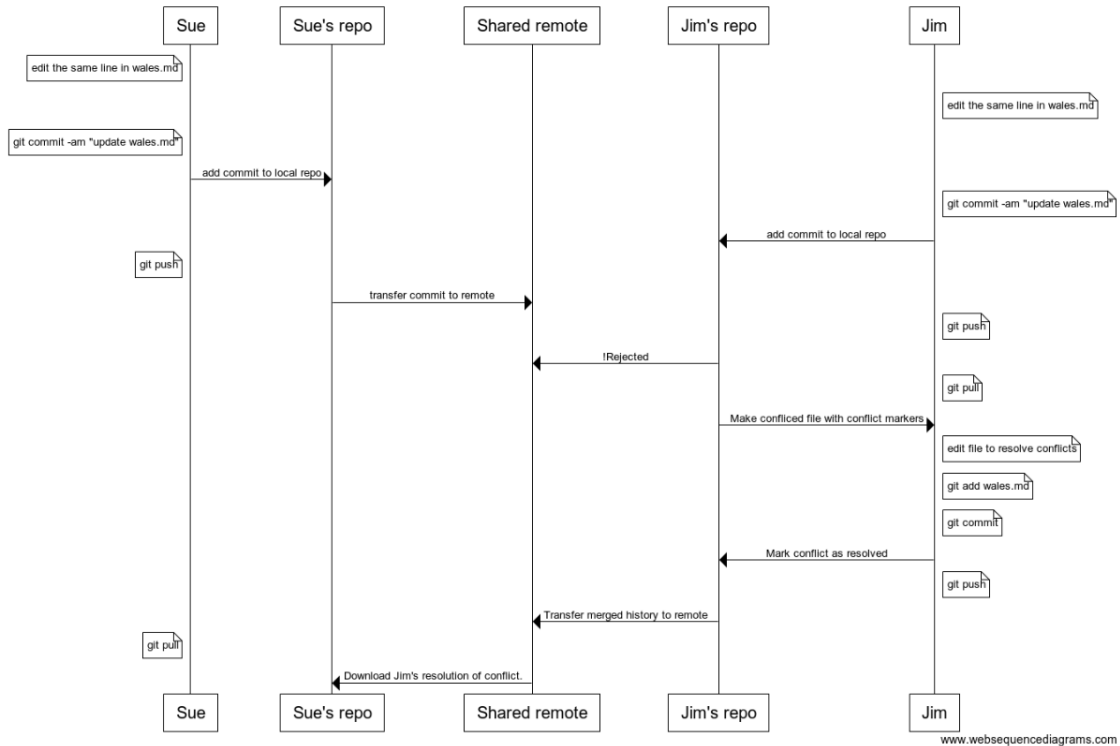 Sue
Sue's repo
Shared remote
Jim's repo
Jim
edit the same line in wales.md
edit the same line in wales.md
git commit -am "update wales.md"
add commit to local repo
git commit -am "update wales.md"
add commit to local repo
git push
transfer commit to remote
git push
!Rejected
git pull
Make confliced file with conflict markers
edit file to resolve conflicts
git add wales.md
git commit
Mark conflict as resolved
git push
Transfer merged history to remote
git pull
Download Jim's resolution of conflict.
Sue
Sue's repo
Shared remote
Jim's repo
Jim
www.websequencediagrams.com